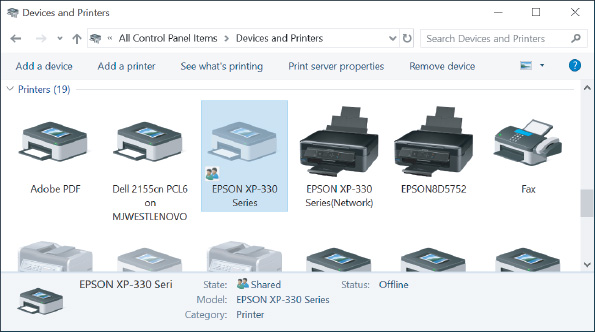 Devices and Printers
« All Control Panel Items > Devices and Printers
Search Devices and Printers
Add a device Add a printer See what's printing Print server properties Remove device
Printers (19)
Adobe PDF
Dell 2155cn PCL6
on
MJWESTLENOVO
EPSON XP-330
Series
EPSON XP-330
Series(Network)
EPSON8D5752
Fax
EPSON XP-330 Seri
State: Shared
Status: Offline
Model: EPSON XP-330 Series
Category: Printer